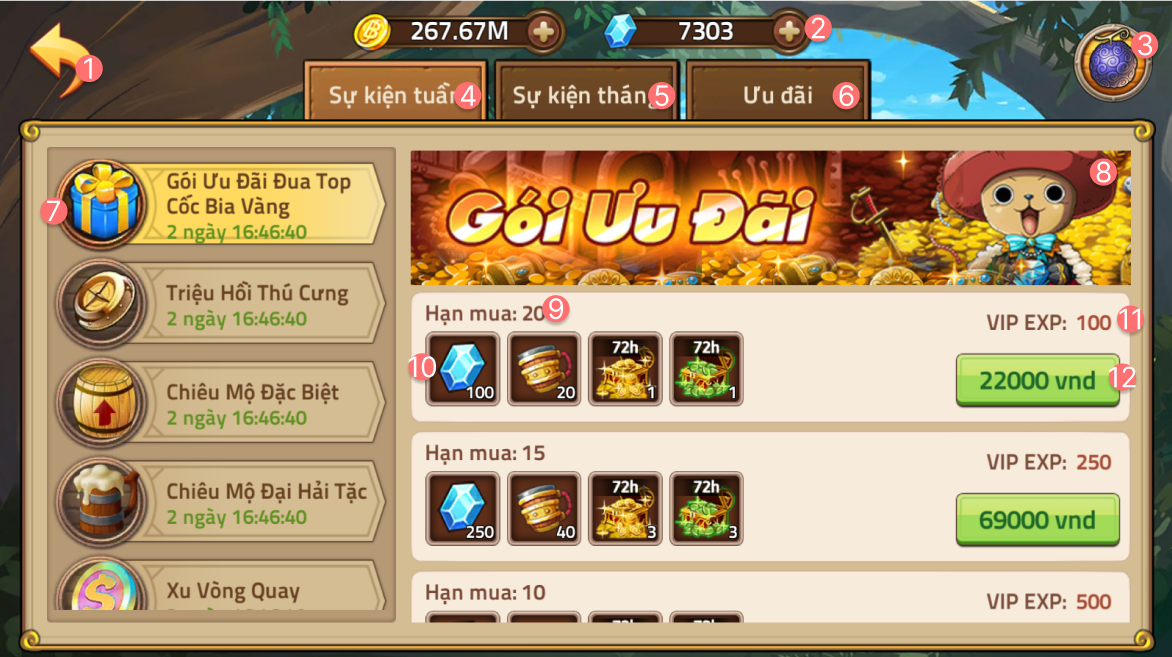 267.67M
7303
2
3
1
Sự kiện tuần 4
Sự kiện thán 5
Ưu đãi 6
7
Gói Ưu Đãi Đua Top
Cốc Bia Vàng
2 ngày 16:46:40
Triệu Hồi Thú Cưng
2 ngày 16:46:40
Chiêu Mộ Đặc Biệt
2 ngày 16:46:40
Chiêu Mộ Đại Hải Tặc
2 ngày 16:46:40
Xu Vòng Quay
Gói Ưu Đãi
8
Hạn mua: 20
9
VIP EXP: 100
11
10
100
20
72h
1
72h
1
22000 vnd
12
Hạn mua: 15
VIP EXP: 250
250
40
72h
3
72h
3
69000 vnd
Hạn mua: 10
VIP EXP: 500